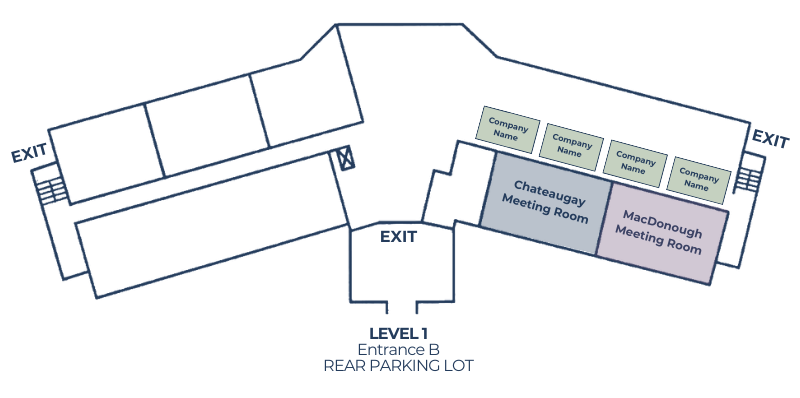 EXIT
EXIT
Company
Name
Company
Name
Company
Name
Company
Name
Chateaugay
Meeting Room
MacDonough
Meeting Room
EXIT
LEVEL 1
Entrance B
REAR PARKING LOT